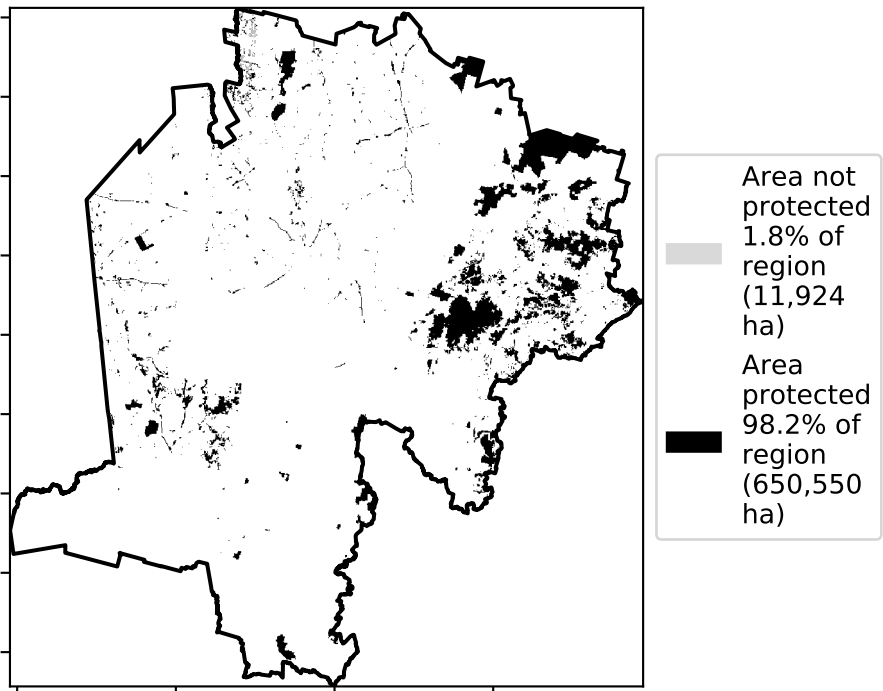 Area not
protected
1.8% of
region
(11,924
ha)
Area
protected
98.2% of
region
(650,550
ha)